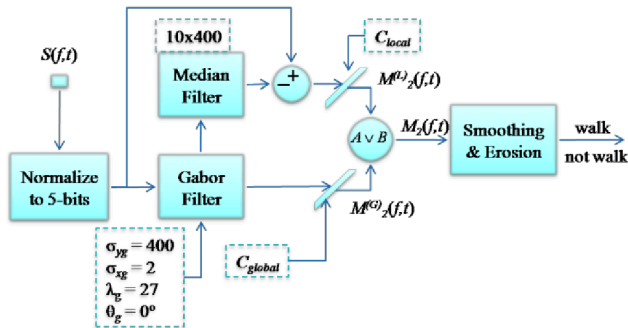 10x400
C_local
S(f,t)
Median
Filter
− +
M^(L)_2(f,t)
A ∨ B
M_2(f,t)
Smoothing
& Erosion
walk
not walk
Normalize
to 5-bits
Gabor
Filter
M^(G)_2(f,t)
σ_yg = 400
σ_xg = 2
λ_g = 27
θ_g = 0º
C_global